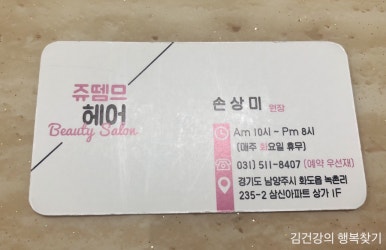 쥬뗌므
헤어
Beauty Salon
손상미 원장
Am 10시 - Pm 8시
(매주 화요일 휴무)
031) 511-8407 (예약 우선재)
경기도 남양주시 화도읍 녹촌리
235-2 삼신아파트 상가 1F
김건강의 행복찾기